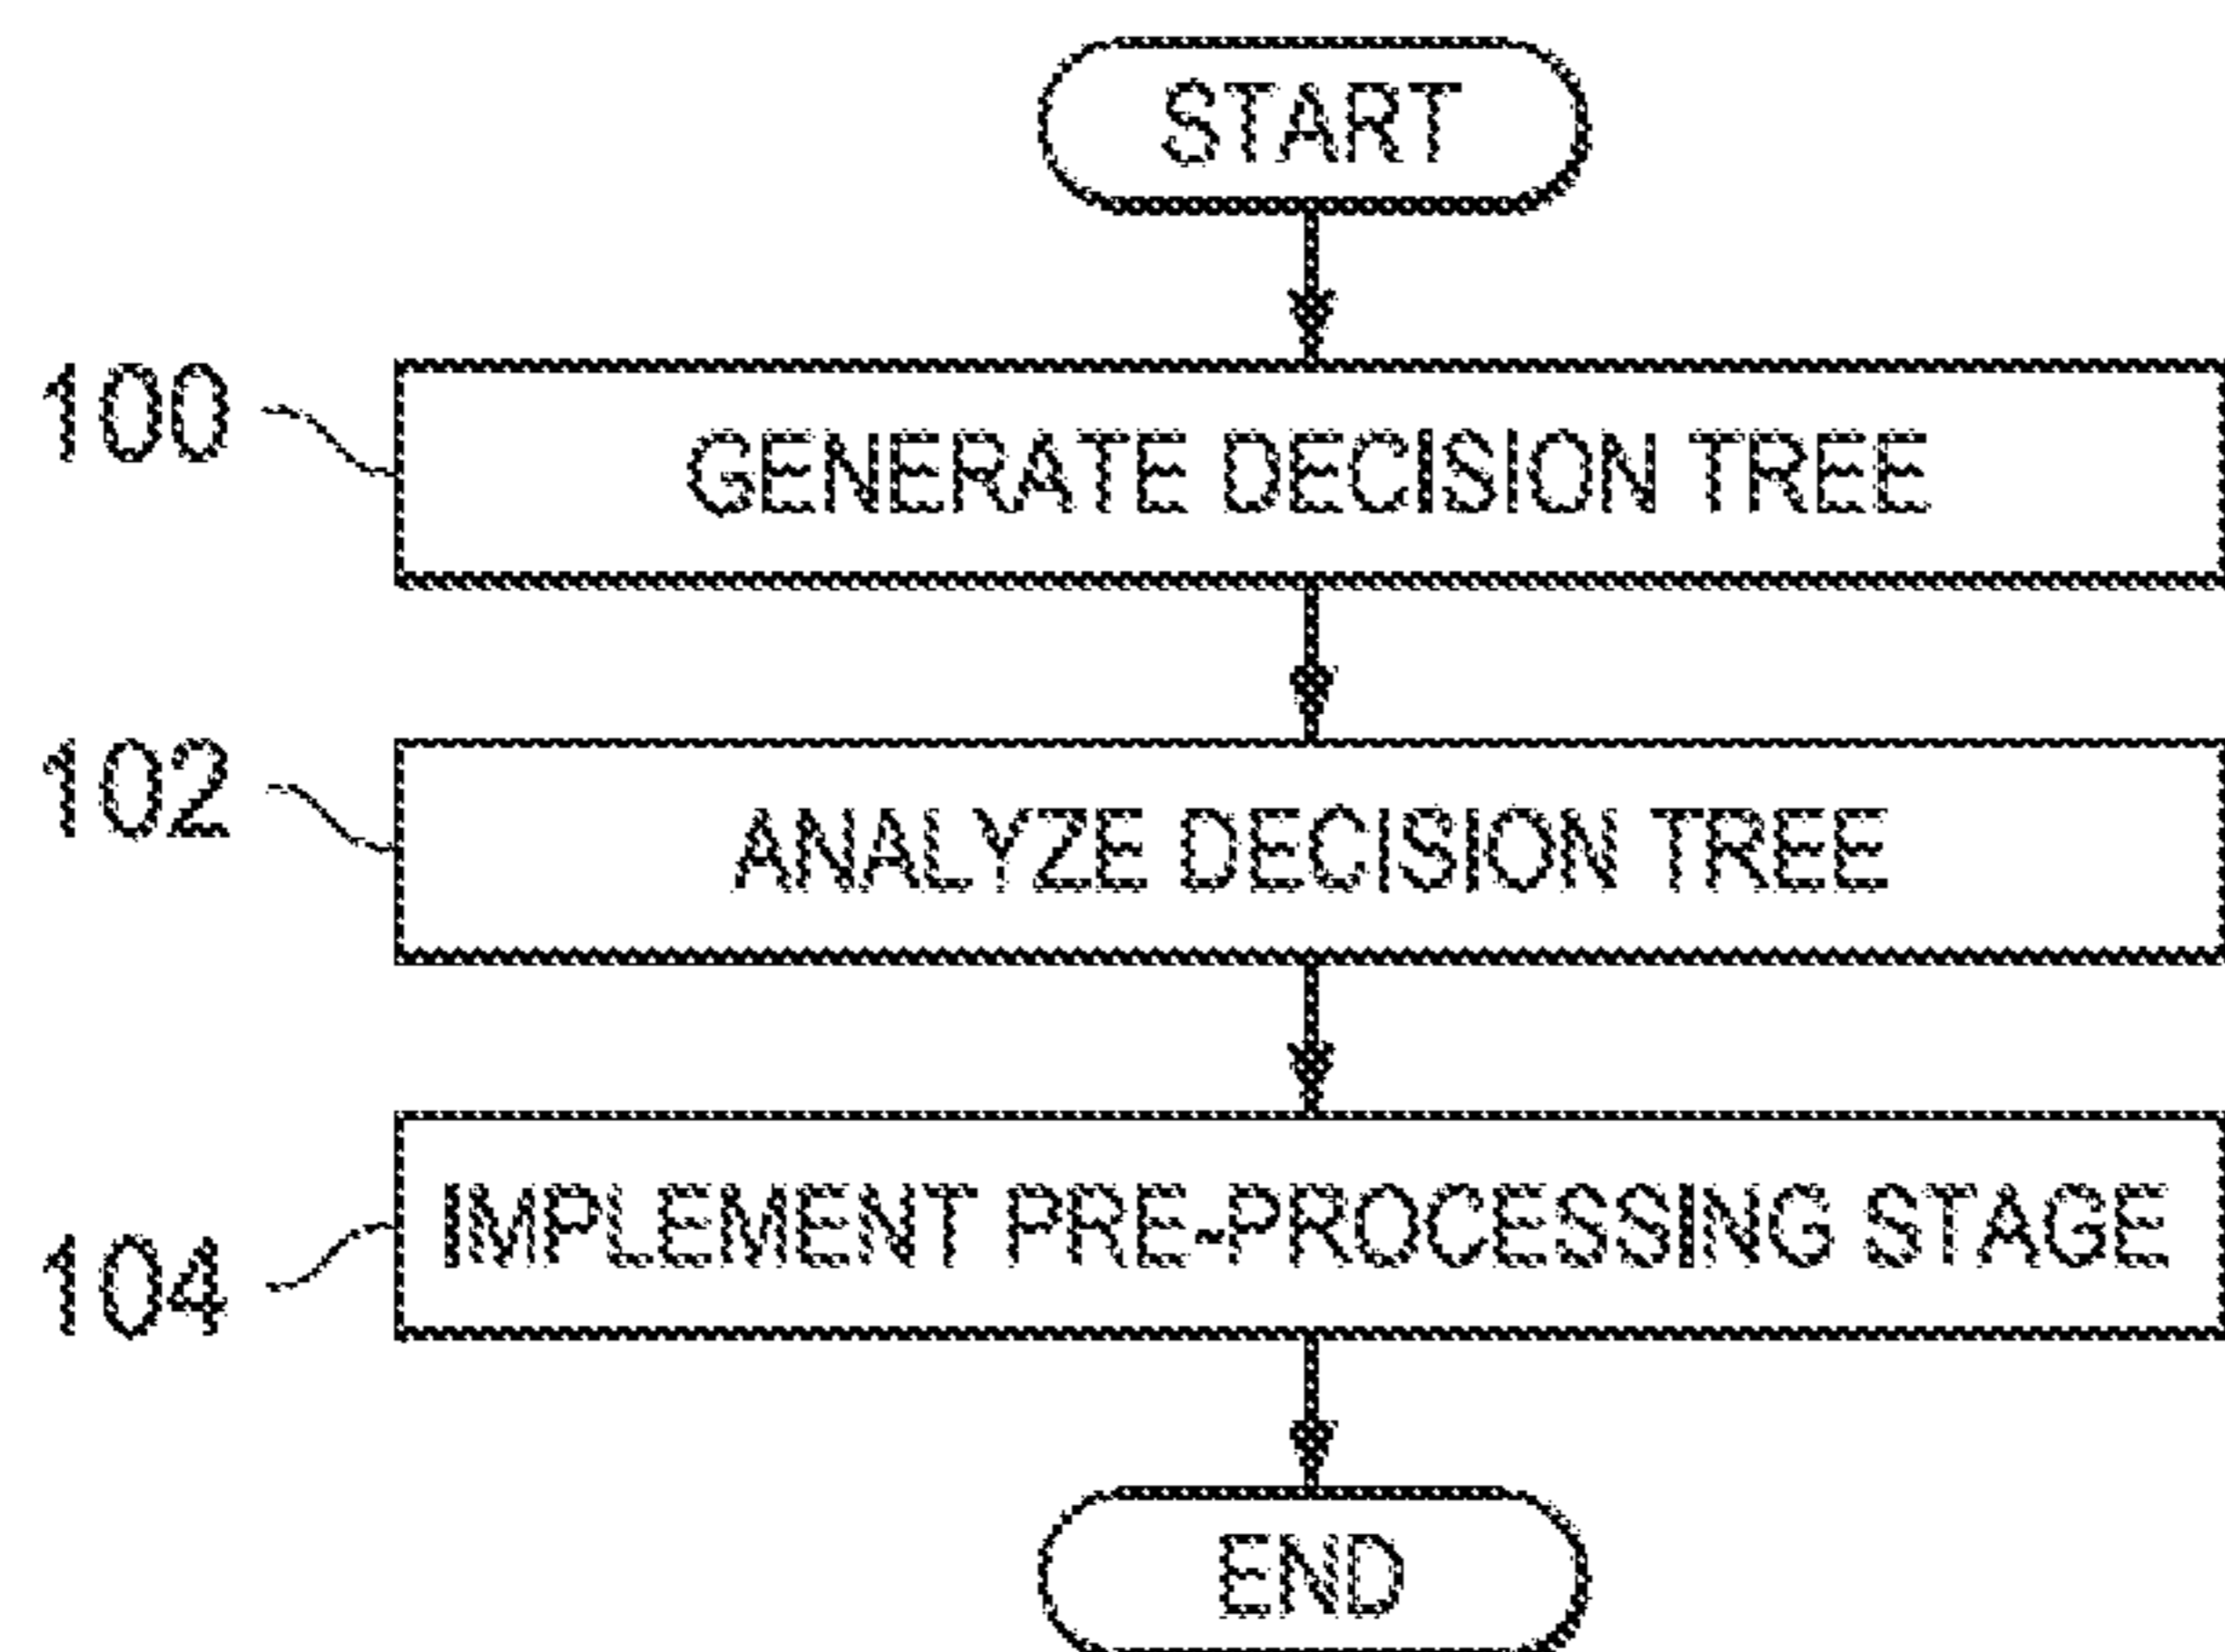 START
100
GENERATE DECISION TREE
102
ANALYZE DECISION TREE
104
IMPLEMENT PRE-PROCESSING STAGE
END